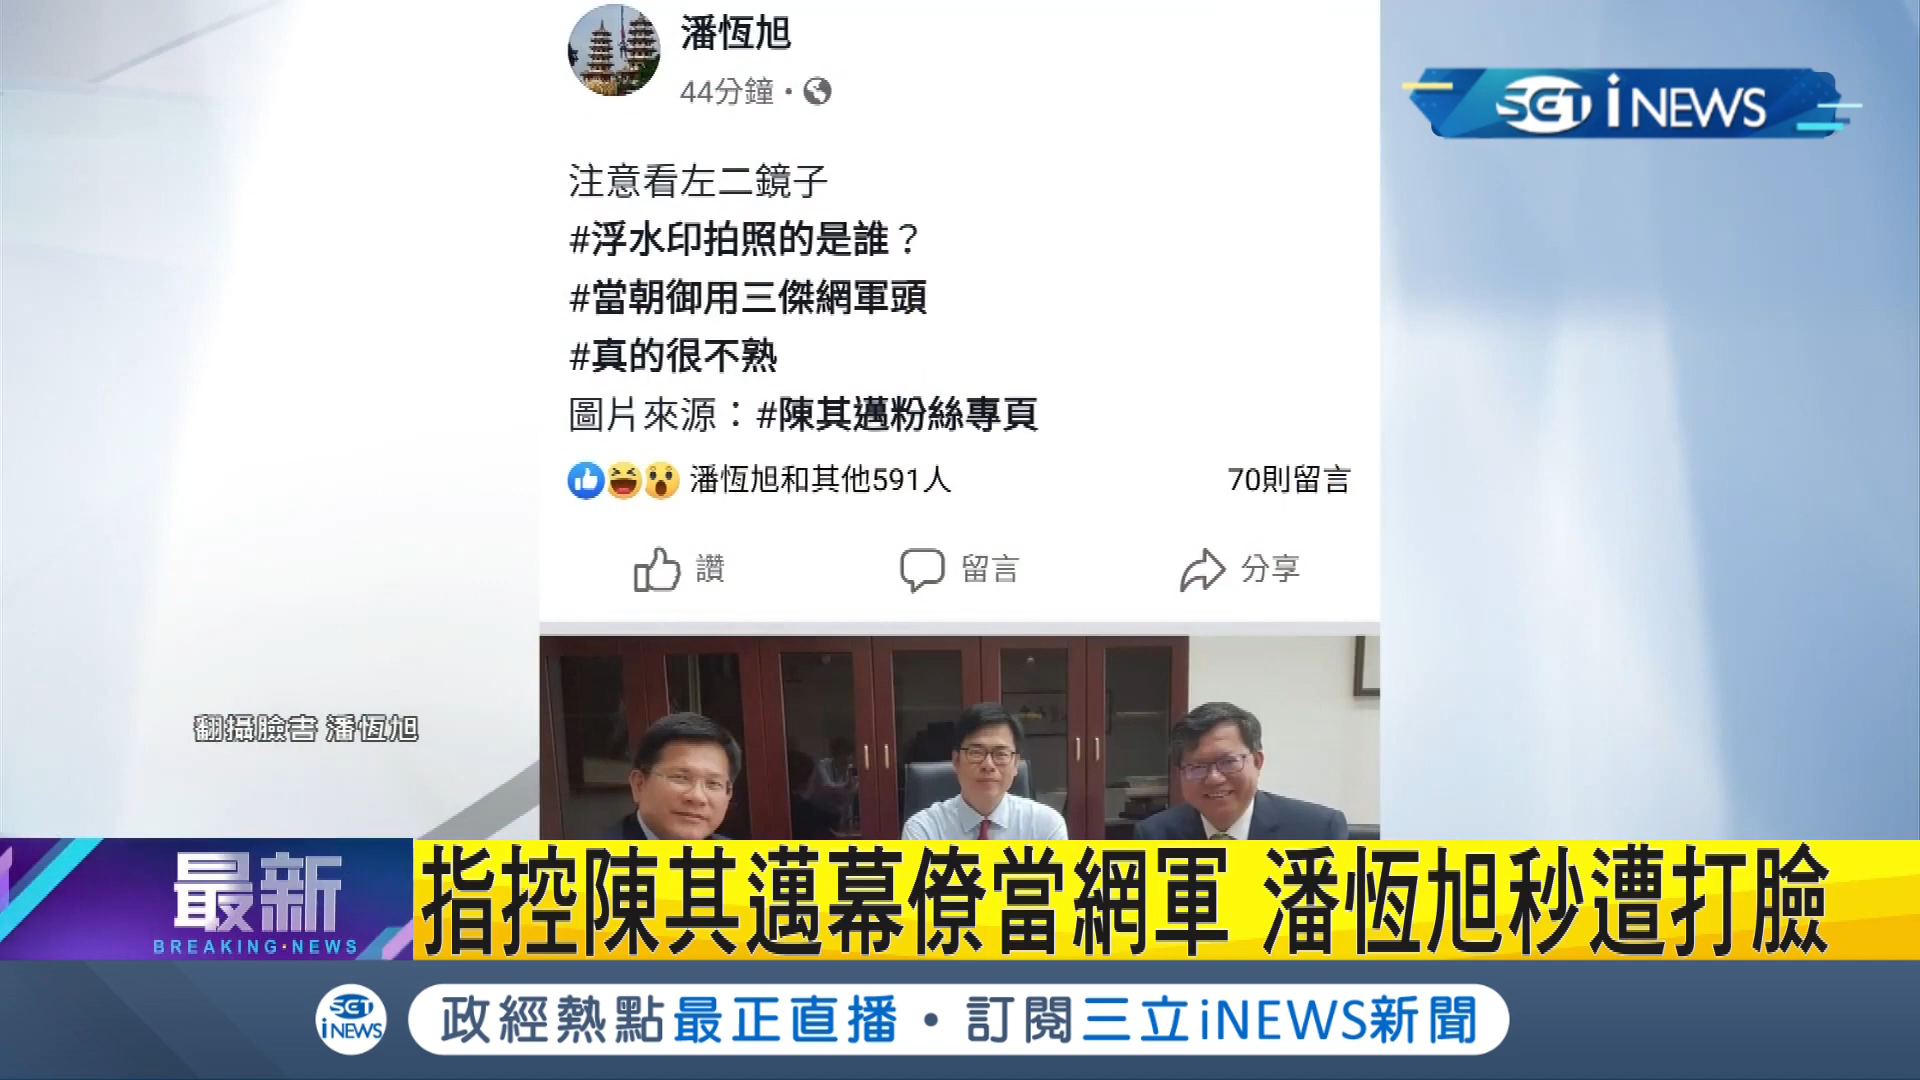 潘恆旭
44分鐘・
SET iNEWS
注意看左二鏡子
#浮水印拍照的是誰？
#當朝御用三傑網軍頭
#真的很不熟
圖片來源：#陳其邁粉絲專頁
潘恆旭和其他591人 70則留言
讚 留言 分享
翻攝臉書 潘恆旭
最新
BREAKING·NEWS
指控陳其邁幕僚當網軍 潘恆旭秒遭打臉
SET iNEWS
政經熱點最正直播・訂閱三立iNEWS新聞